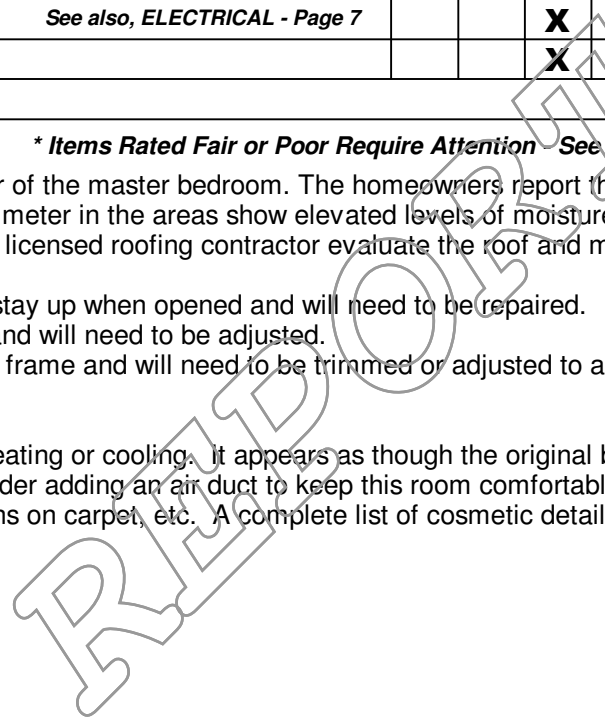 See also, ELECTRICAL - Page 7 X
X
* Items Rated Fair or Poor Require Attention - See
r of the master bedroom. The homeowners report th
meter in the areas show elevated levels of moisture
licensed roofing contractor evaluate the roof and m
stay up when opened and will need to be repaired.
and will need to be adjusted.
frame and will need to be trimmed or adjusted to a
eating or cooling. It appears as though the original b
der adding an air duct to keep this room comfortabl
ns on carpet, etc. A complete list of cosmetic detail
REPORT